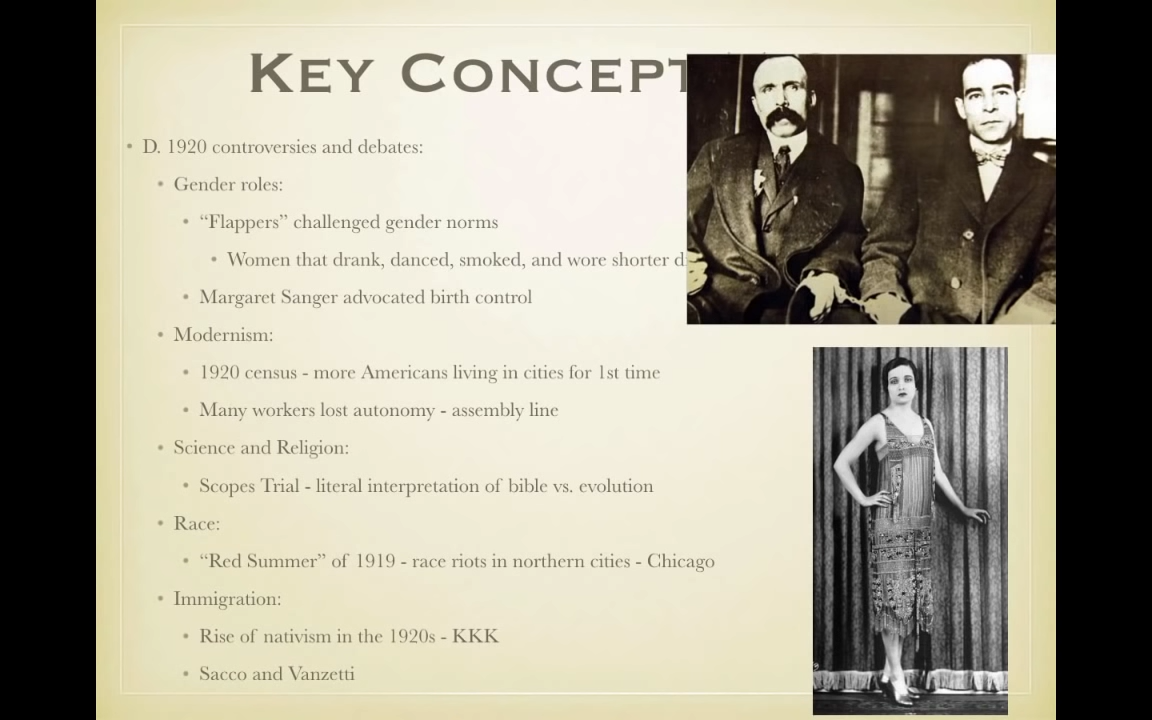 KEY CONCEPT
• D. 1920 controversies and debates:
• Gender roles:
• “Flappers” challenged gender norms
• Women that drank, danced, smoked, and wore shorter
• Margaret Sanger advocated birth control
• Modernism:
• 1920 census - more Americans living in cities for 1st time
• Many workers lost autonomy - assembly line
• Science and Religion:
• Scopes Trial - literal interpretation of bible vs. evolution
• Race:
• “Red Summer” of 1919 - race riots in northern cities - Chicago
• Immigration:
• Rise of nativism in the 1920s - KKK
• Sacco and Vanzetti